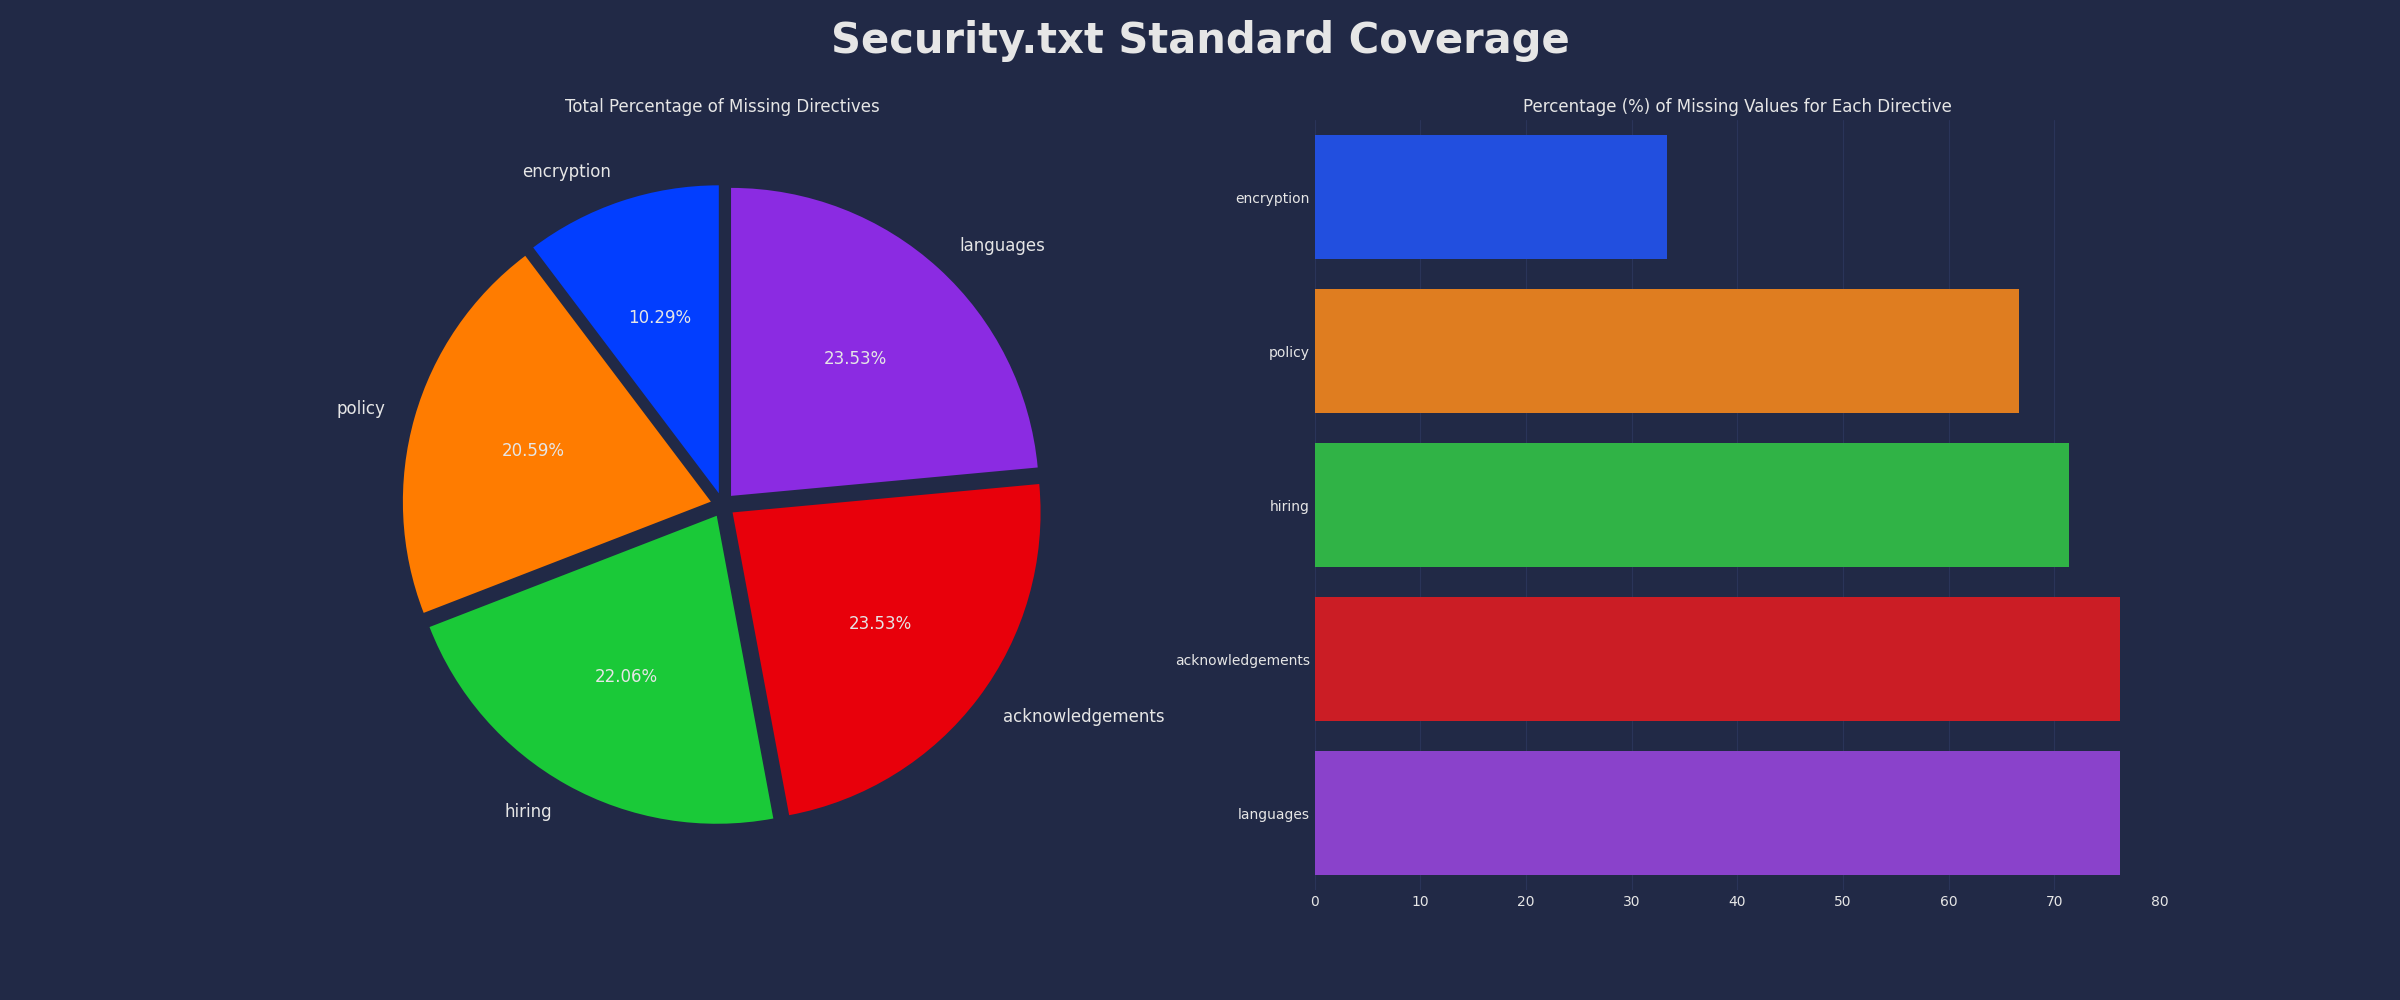 Security.txt Standard Coverage
Total Percentage of Missing Directives
encryption
languages
10.29%
23.53%
policy
20.59%
23.53%
22.06%
acknowledgements
hiring
Percentage (%) of Missing Values for Each Directive
encryption
policy
hiring
acknowledgements
languages
0 10 20 30 40 50 60 70 80